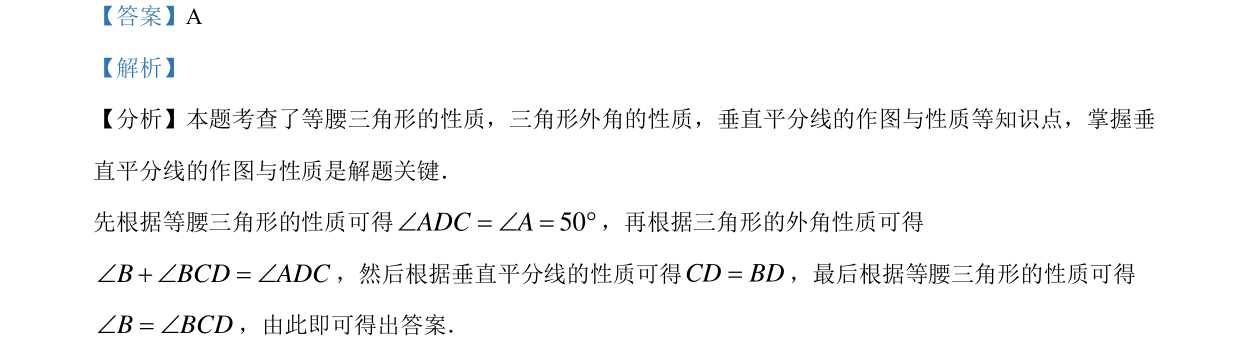 【答案】A
【解析】
【分析】本题考查了等腰三角形的性质，三角形外角的性质，垂直平分线的作图与性质等知识点，掌握垂
直平分线的作图与性质是解题关键．
先根据等腰三角形的性质可得∠ADC = ∠A = 50°，再根据三角形的外角性质可得
∠B + ∠BCD = ∠ADC，然后根据垂直平分线的性质可得CD = BD，最后根据等腰三角形的性质可得
∠B = ∠BCD，由此即可得出答案．